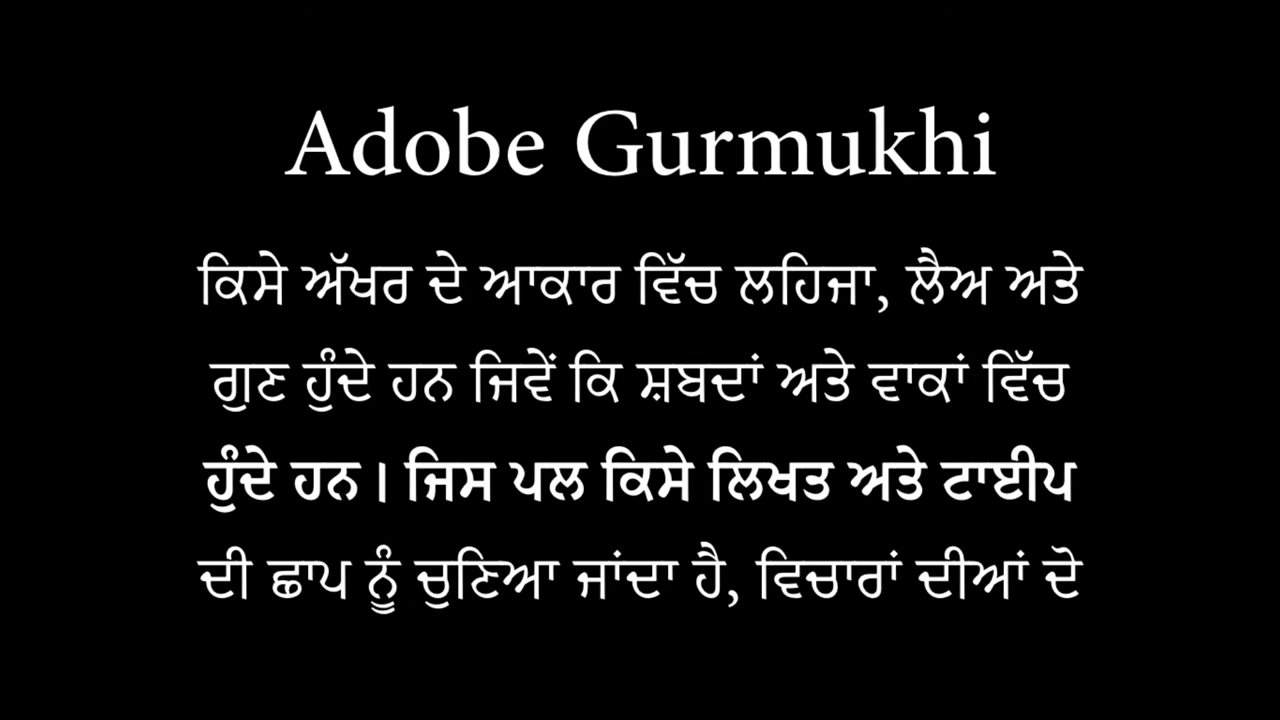 Adobe Gurmukhi
ਕਿਸੇ ਅੱਖਰ ਦੇ ਆਕਾਰ ਵਿੱਚ ਲਹਿਜਾ, ਲੈਅ ਅਤੇ
ਗੁਣ ਹੁੰਦੇ ਹਨ ਜਿਵੇਂ ਕਿ ਸ਼ਬਦਾਂ ਅਤੇ ਵਾਕਾਂ ਵਿੱਚ
ਹੁੰਦੇ ਹਨ। ਜਿਸ ਪਲ ਕਿਸੇ ਲਿਖਤ ਅਤੇ ਟਾਈਪ
ਦੀ ਛਾਪ ਨੂੰ ਚੁਣਿਆ ਜਾਂਦਾ ਹੈ, ਵਿਚਾਰਾਂ ਦੀਆਂ ਦੋ